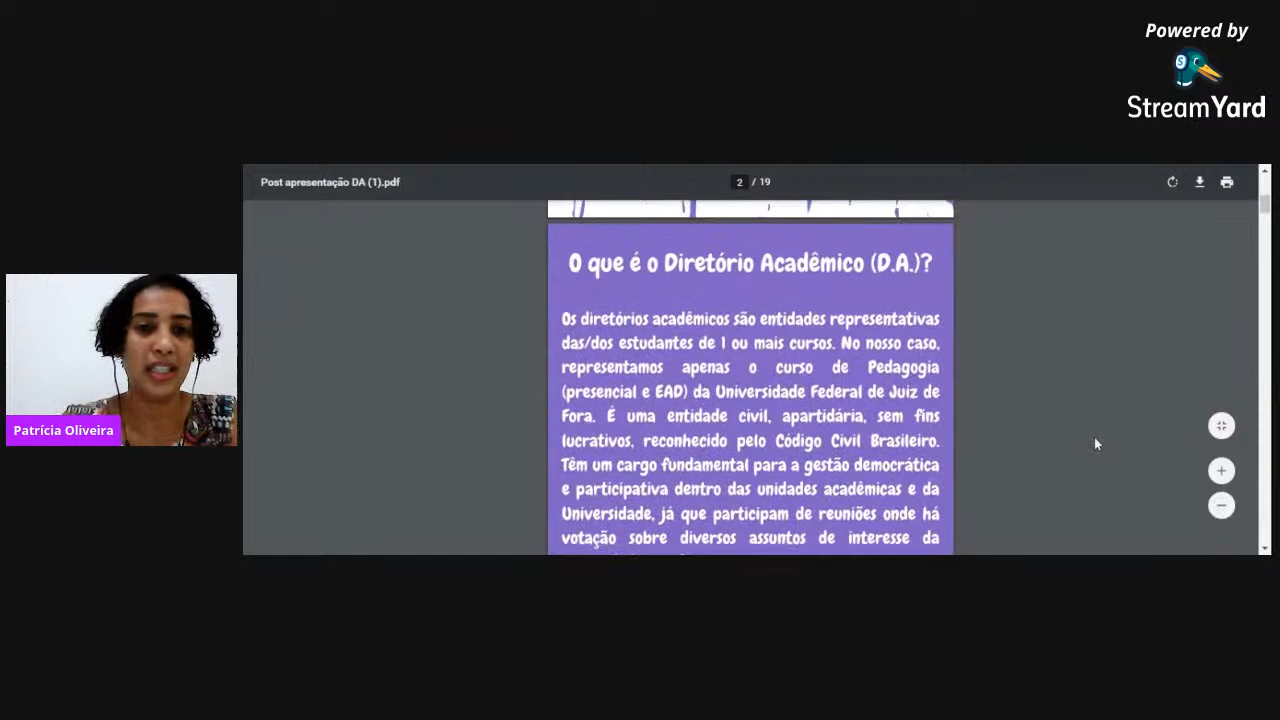 Powered by
StreamYard
Post apresentação DA (1).pdf
2 / 19
O que é o Diretório Acadêmico (D.A.)?
Os diretórios acadêmicos são entidades representativas
das/dos estudantes de 1 ou mais cursos. No nosso caso,
representamos apenas o curso de Pedagogia
(presencial e EAD) da Universidade Federal de Juiz de
Fora. É uma entidade civil, apartidária, sem fins
lucrativos, reconhecido pelo Código Civil Brasileiro.
Têm um cargo fundamental para a gestão democrática
e participativa dentro das unidades acadêmicas e da
Universidade, já que participam de reuniões onde há
votação sobre diversos assuntos de interesse da
Patrícia Oliveira